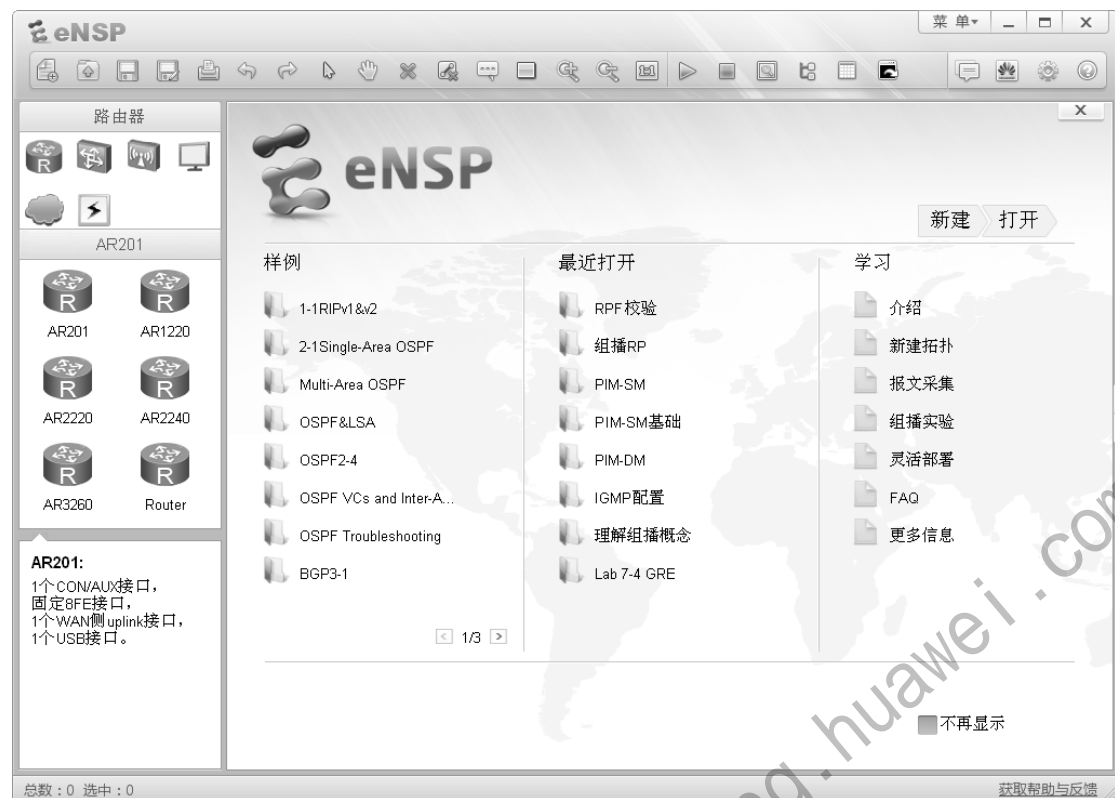 eNSP
菜 单
路由器
AR201
AR201
AR1220
AR2220
AR2240
AR3260
Router
AR201:
1个CON/AUX接口，
固定8FE接口，
1个WAN侧uplink接口，
1个USB接口。
eNSP
新建
打开
样例
1-1RIPv1&v2
2-1Single-Area OSPF
Multi-Area OSPF
OSPF&LSA
OSPF2-4
OSPF VCs and Inter-A...
OSPF Troubleshooting
BGP3-1
1/3
最近打开
RPF校验
组播RP
PIM-SM
PIM-SM基础
PIM-DM
IGMP配置
理解组播概念
Lab 7-4 GRE
学习
介绍
新建拓扑
报文采集
组播实验
灵活部署
FAQ
更多信息
不再显示
总数：0 选中：0
获取帮助与反馈
ng.huawei.com